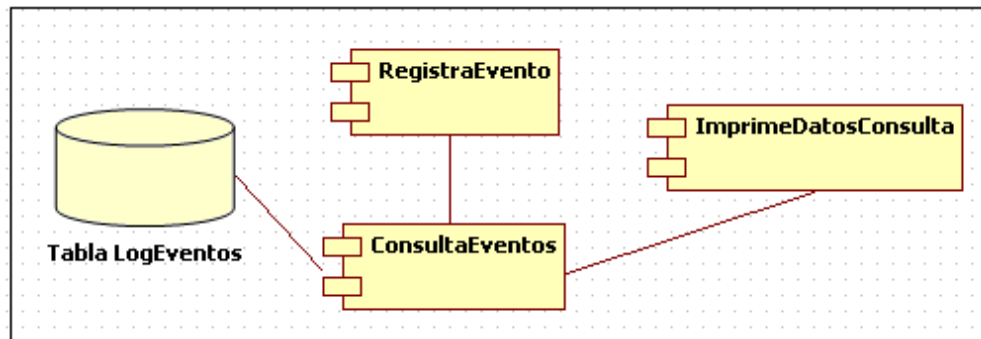 RegistraEvento
ImprimeDatosConsulta
Tabla LogEventos
ConsultaEventos